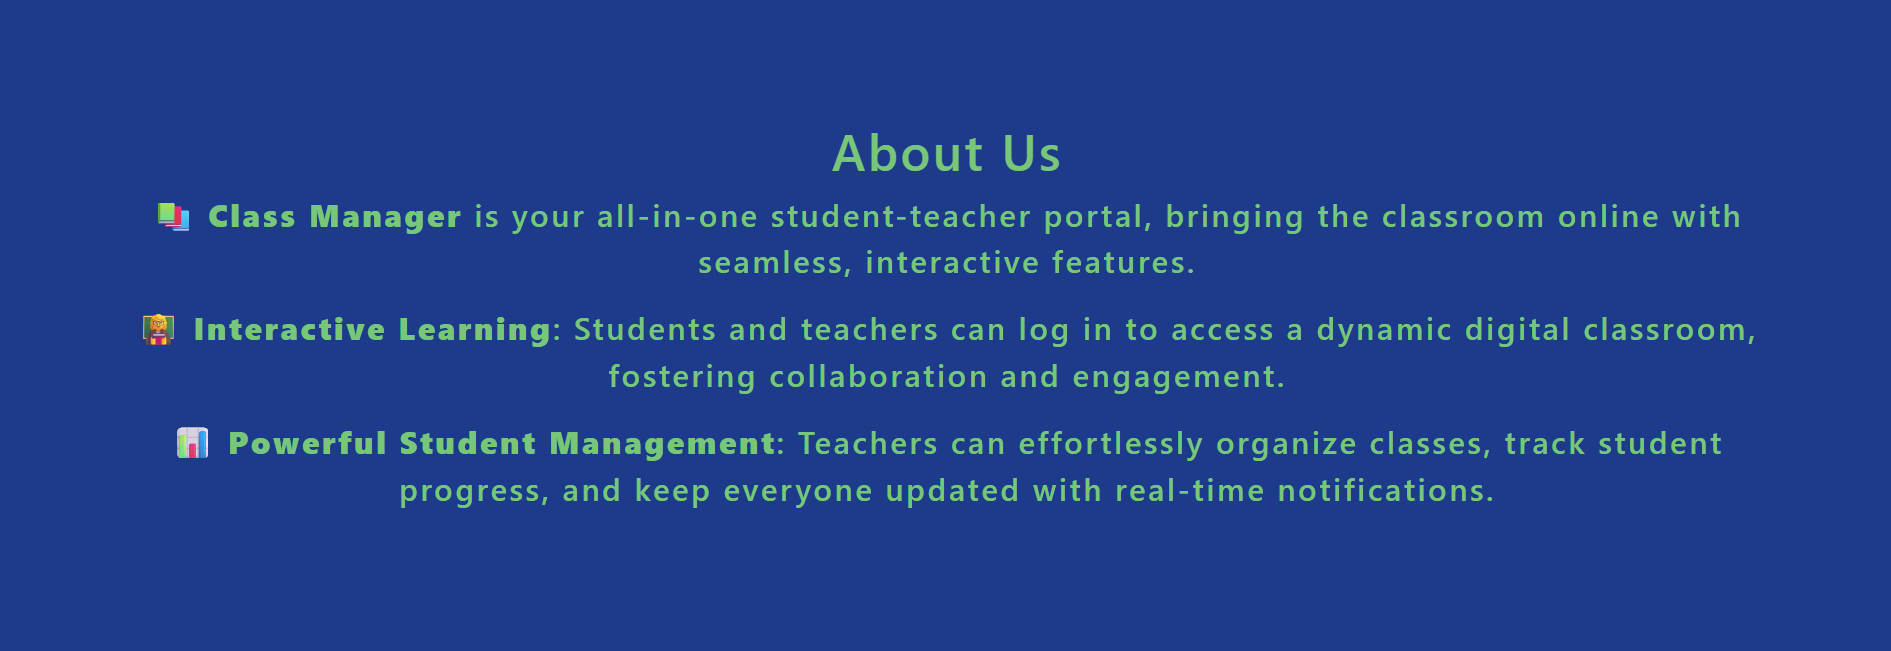 About Us
📚 Class Manager is your all-in-one student-teacher portal, bringing the classroom online with
seamless, interactive features.
👩‍🏫 Interactive Learning: Students and teachers can log in to access a dynamic digital classroom,
fostering collaboration and engagement.
📊 Powerful Student Management: Teachers can effortlessly organize classes, track student
progress, and keep everyone updated with real-time notifications.